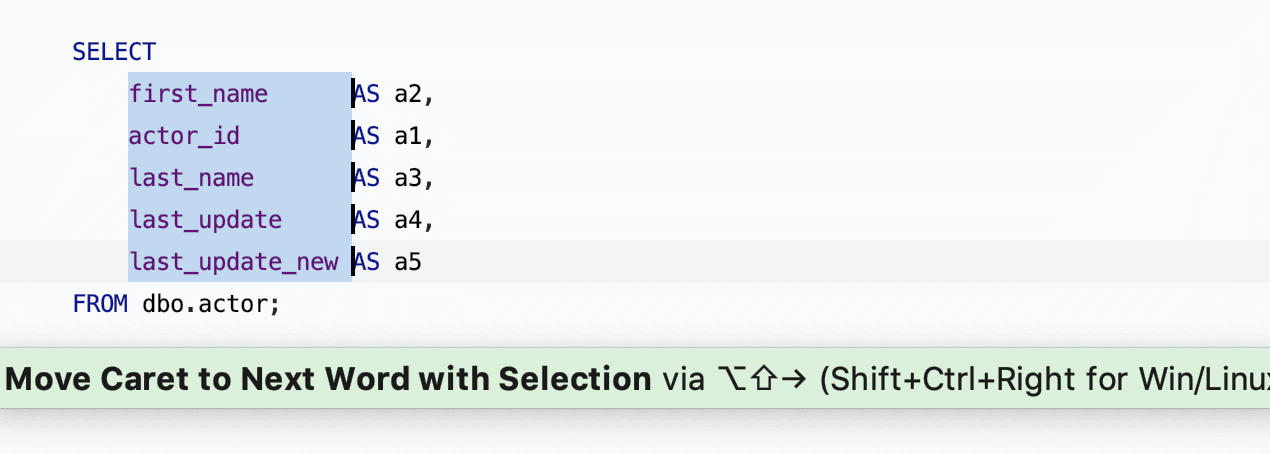 SELECT
first_name AS a2,
actor_id AS a1,
last_name AS a3,
last_update AS a4,
last_update_new AS a5
FROM dbo.actor;
Move Caret to Next Word with Selection via ⌥⇧→ (Shift+Ctrl+Right for Win/Linux